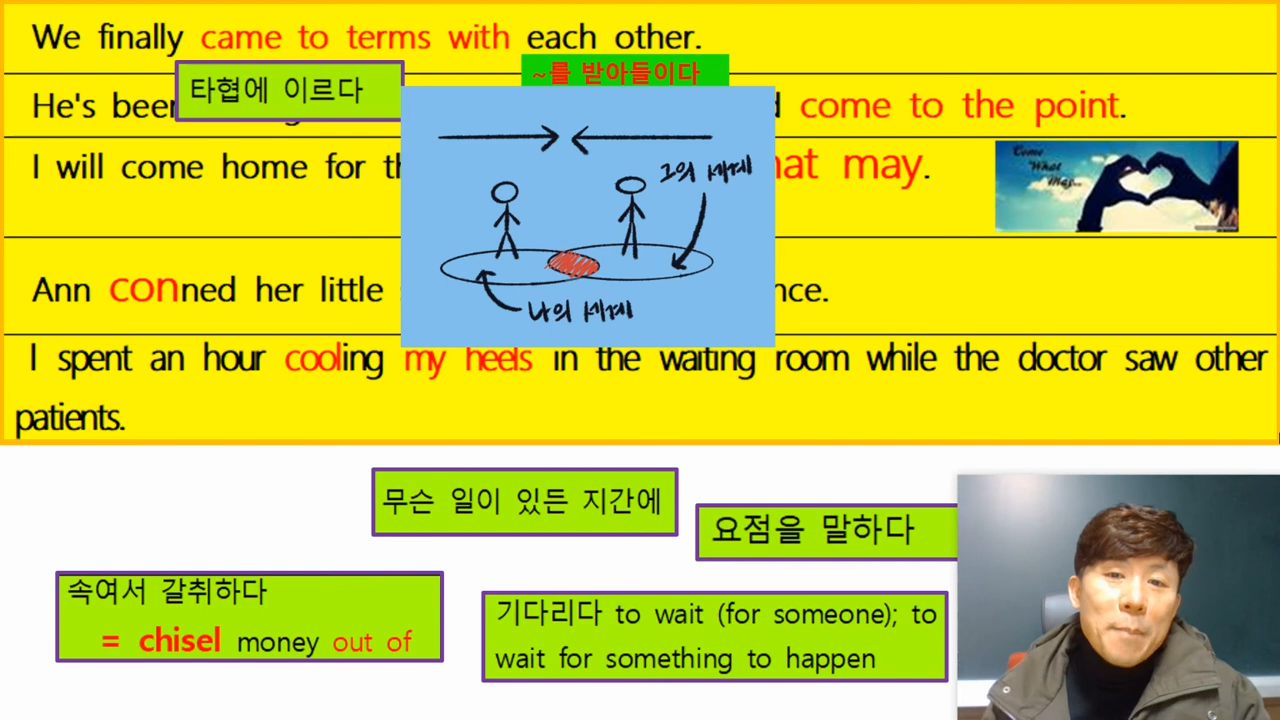 We finally came to terms with each other.
~를 받아들이다
타협에 이르다
He's been come to the point.
I will come home for hat may.
Come
What
May...
그의 세계
나의 세계
Ann conned her little nce.
I spent an hour cooling my heels in the waiting room while the doctor saw other
patients.
무슨 일이 있든 지간에
요점을 말하다
속여서 갈취하다
= chisel money out of
기다리다 to wait (for someone); to
wait for something to happen